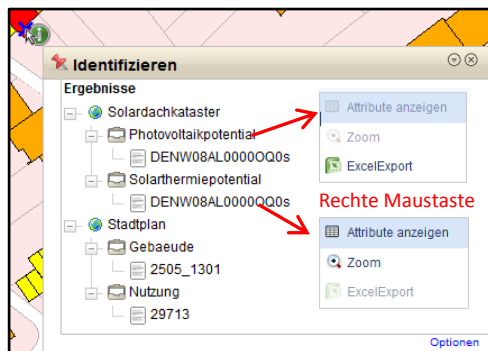 Identifizieren
Ergebnisse
Solardachkataster
Photovoltaikpotential
DENW08AL0000OQ0s
Solarthermiepotential
DENW08AL0000OQ0s
Stadtplan
Gebaeude
2505_1301
Nutzung
29713
Attribute anzeigen
Zoom
ExcelExport
Rechte Maustaste
Attribute anzeigen
Zoom
ExcelExport
Optionen